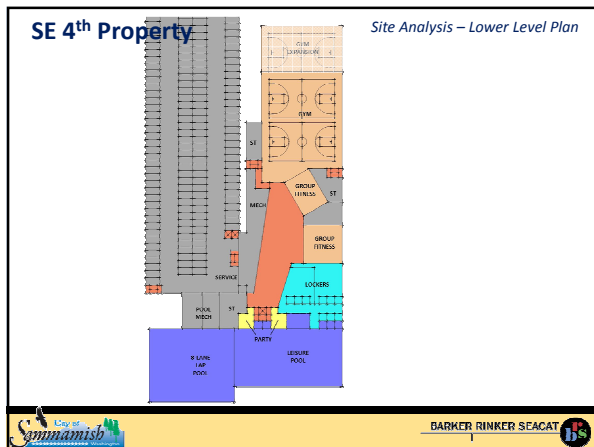 SE 4th Property
Site Analysis – Lower Level Plan
GYM
EXPANSION
GYM
ST
GROUP
FITNESS
ST
MECH
GROUP
FITNESS
SERVICE
LOCKERS
POOL
MECH
ST
PARTY
8 LANE
LAP
POOL
LEISURE
POOL
City of
Sammamish
Washington
BARKER RINKER SEACAT
brs